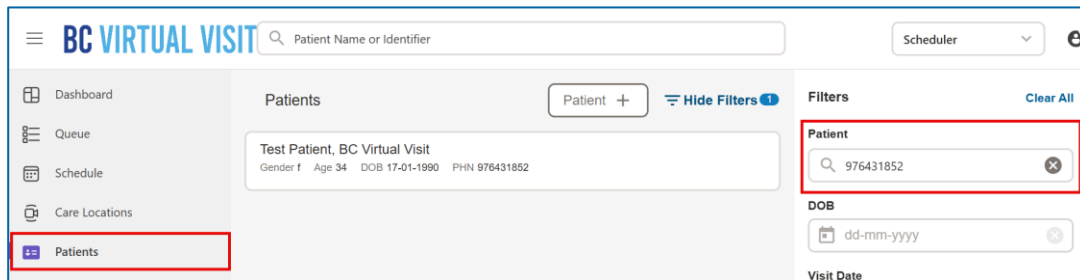 BC VIRTUAL VISIT
Patient Name or Identifier
Scheduler
Dashboard
Queue
Schedule
Care Locations
Patients
Patients
Patient +
Hide Filters 1
Test Patient, BC Virtual Visit
Gender f Age 34 DOB 17-01-1990 PHN 976431852
Filters
Clear All
Patient
976431852
DOB
dd-mm-yyyy
Visit Date